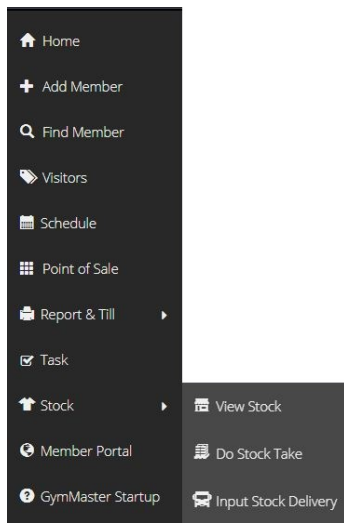 Home
Add Member
Find Member
Visitors
Schedule
Point of Sale
Report & Till
Task
Stock
View Stock
Do Stock Take
Input Stock Delivery
Member Portal
GymMaster Startup